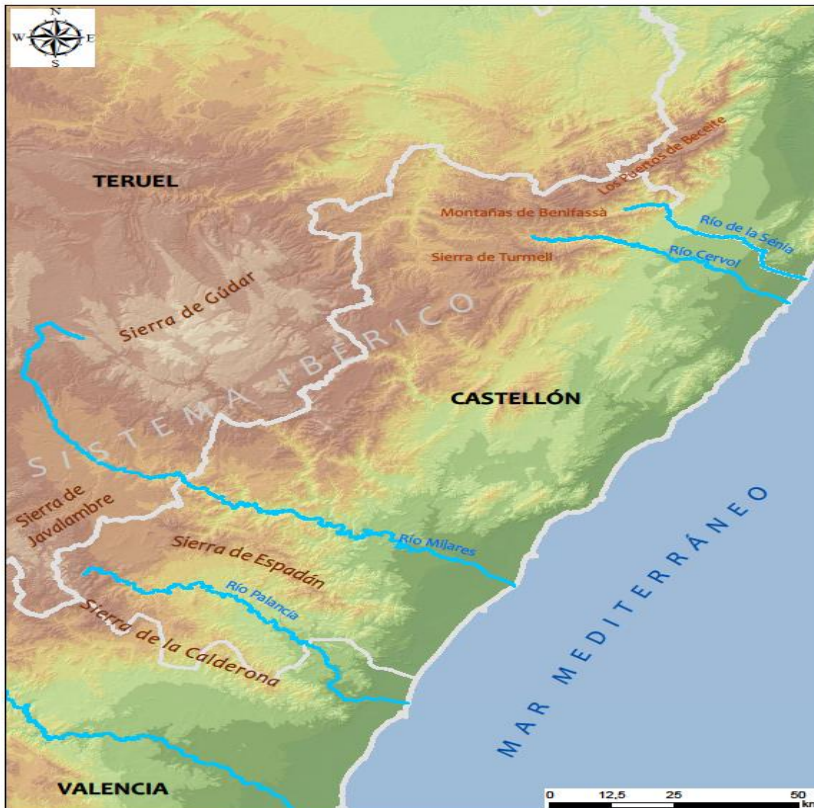 N
W E
S
TERUEL
Los Puertos de Beceite
Montañas de Benifassà
Río de la Sénia
Sierra de Turmell
Río Cervol
Sierra de Gúdar
SISTEMA IBÉRICO
CASTELLÓN
Sierra de
Javalambre
Río Mijares
Sierra de Espadán
Río Palancia
Sierra de la Calderona
MAR MEDITERRÁNEO
VALENCIA
0 12,5 25 50
km